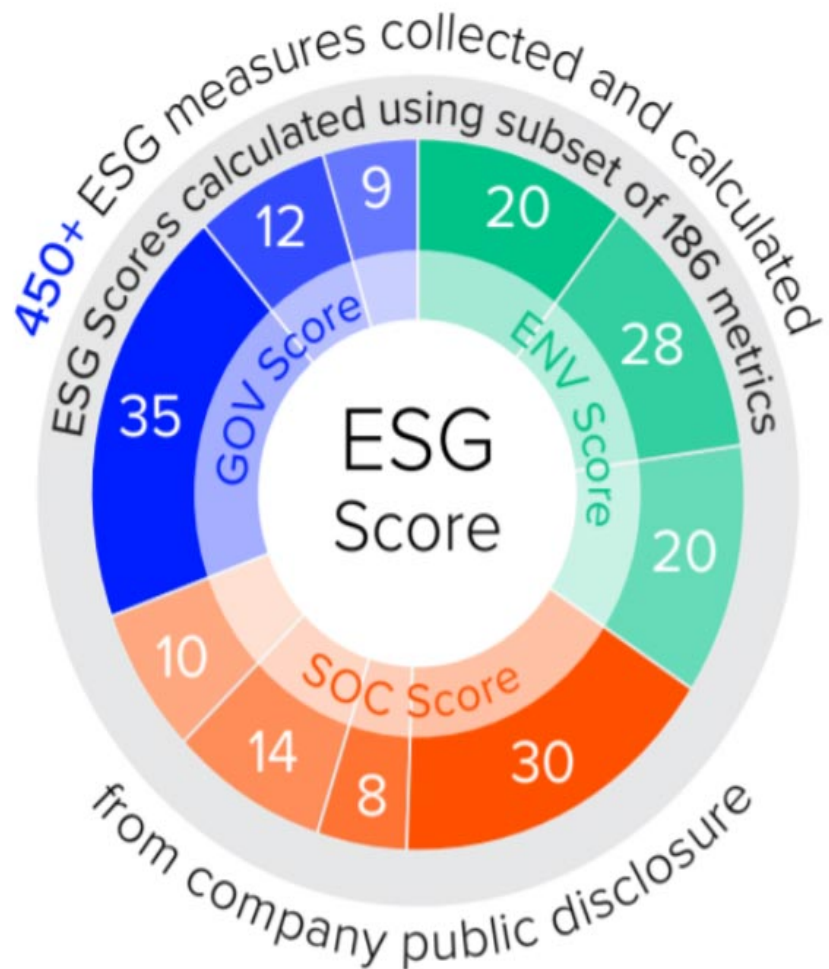 450+ ESG measures collected and calculated
from company public disclosure
ESG Scores calculated using subset of 186 metrics
ESG
Score
ENV Score
20
28
20
SOC Score
30
8
14
10
GOV Score
35
12
9